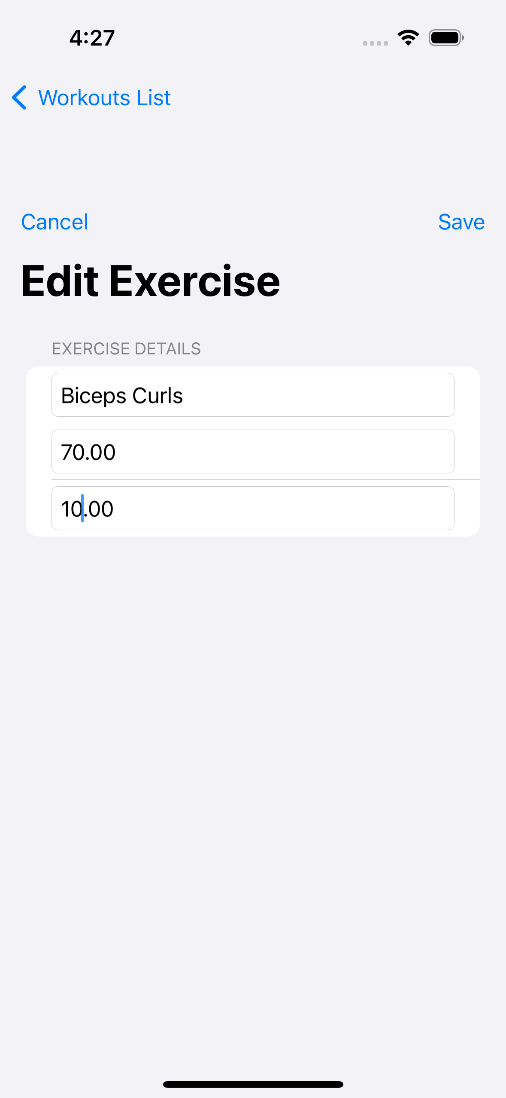 4:27
Workouts List
Cancel Save
Edit Exercise
EXERCISE DETAILS
Biceps Curls
70.00
10.00